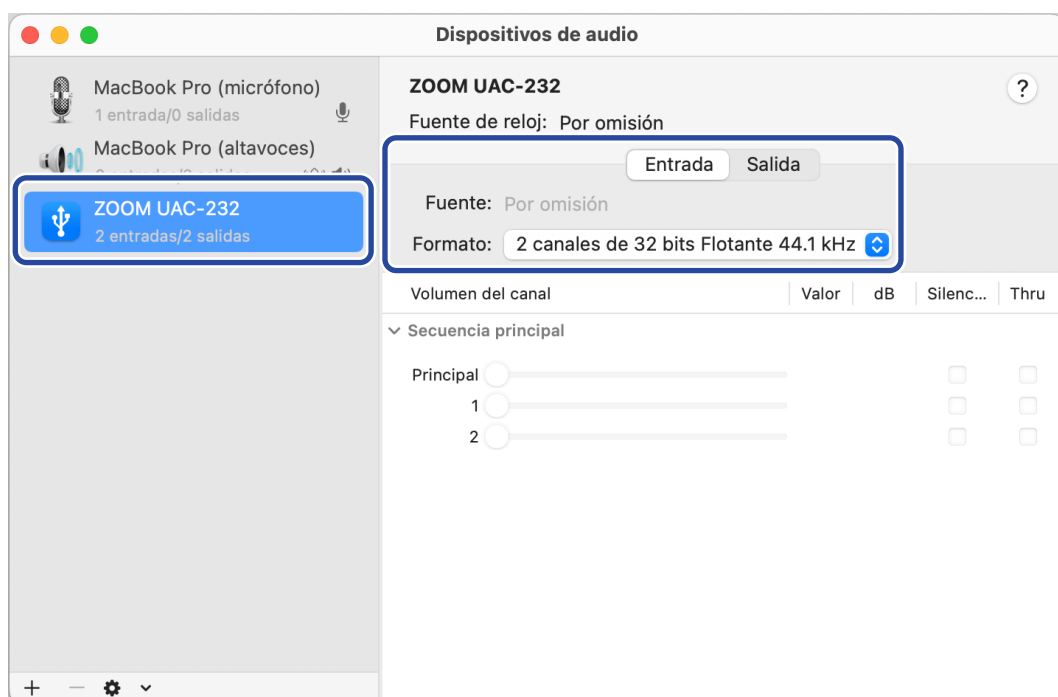 Dispositivos de audio
MacBook Pro (micrófono)
1 entrada/0 salidas
MacBook Pro (altavoces)
ZOOM UAC-232
2 entradas/2 salidas
ZOOM UAC-232
?
Fuente de reloj: Por omisión
Entrada Salida
Fuente: Por omisión
Formato: 2 canales de 32 bits Flotante 44.1 kHz
Volumen del canal Valor dB Silenc... Thru
Secuencia principal
Principal
1
2